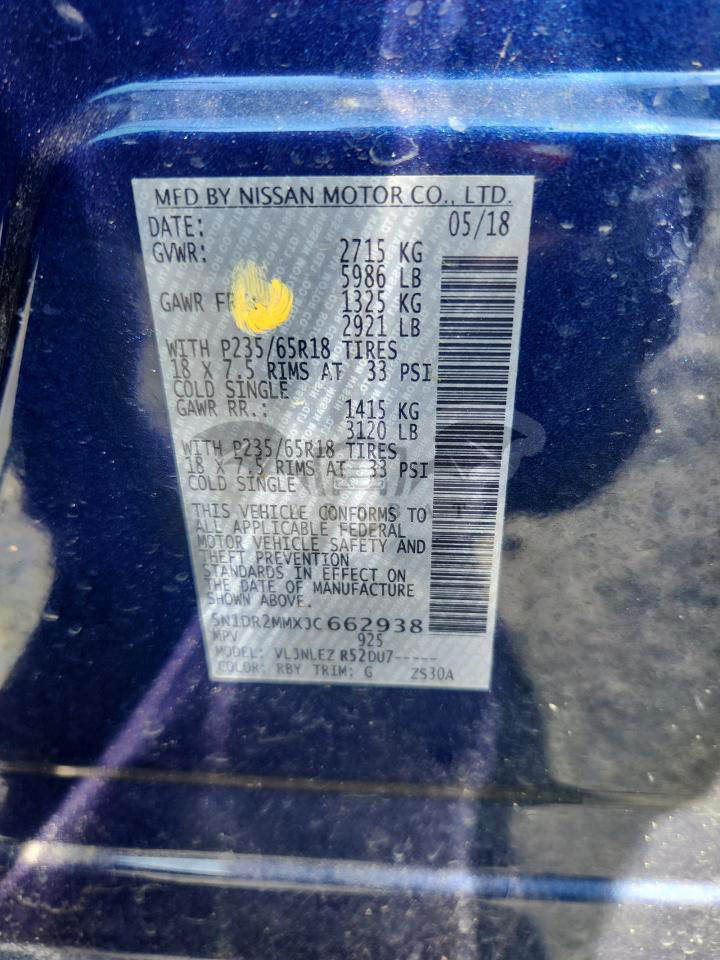 MFD BY NISSAN MOTOR CO., LTD.
DATE: 05/18
GVWR: 2715 KG
5986 LB
GAWR 1325 KG
2921 LB
WITH P235/65R18 TIRES
18 X 7.5 RIMS AT 33 PSI
COLD SINGLE
GAWR RR.: 1415 KG
3120 LB
WITH P235/65R18 TIRES
18 X 7.5 RIMS AT 33 PSI
COLD SINGLE
THIS VEHICLE CONFORMS TO
ALL APPLICABLE FEDERAL
MOTOR VEHICLE SAFETY AND
THEFT PREVENTION
STANDARDS IN EFFECT ON
THE DATE OF MANUFACTURE
SHOWN ABOVE.
5N1DR2MMXJC662938
MPV 925
MODEL: VLJNLEZ R52DU7-----
COLOR: RBY TRIM: G ZS30A